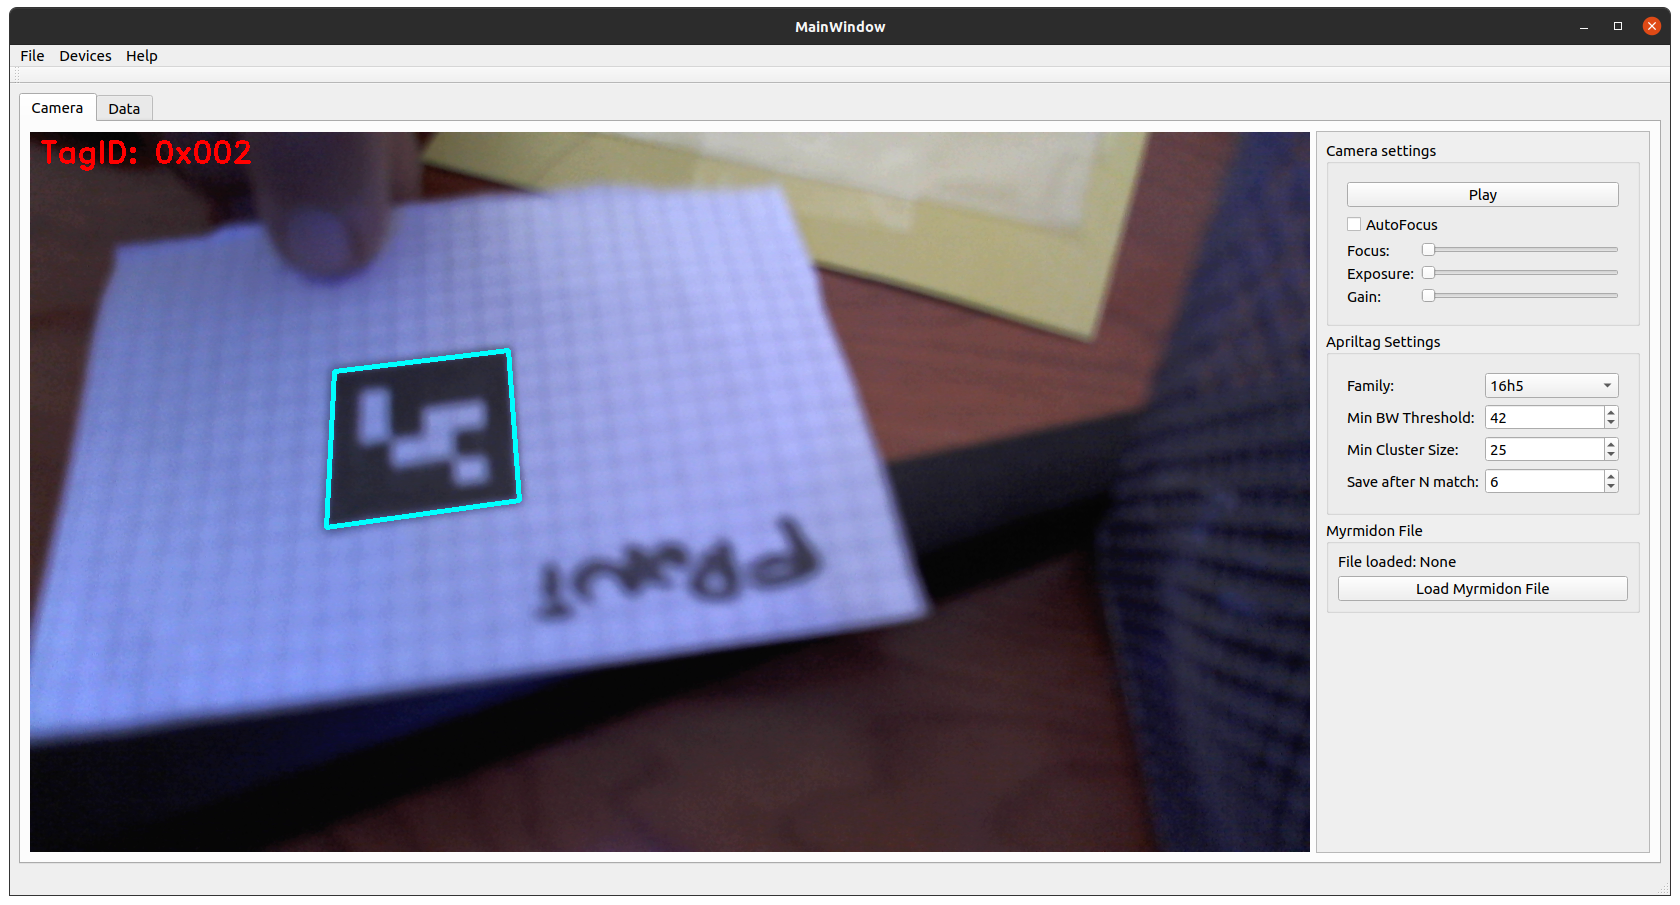 MainWindow
File Devices Help
Camera Data
TagID: 0x002
Camera settings
Play
AutoFocus
Focus:
Exposure:
Gain:
Apriltag Settings
Family: 16h5
Min BW Threshold: 42
Min Cluster Size: 25
Save after N match: 6
Myrmidon File
File loaded: None
Load Myrmidon File